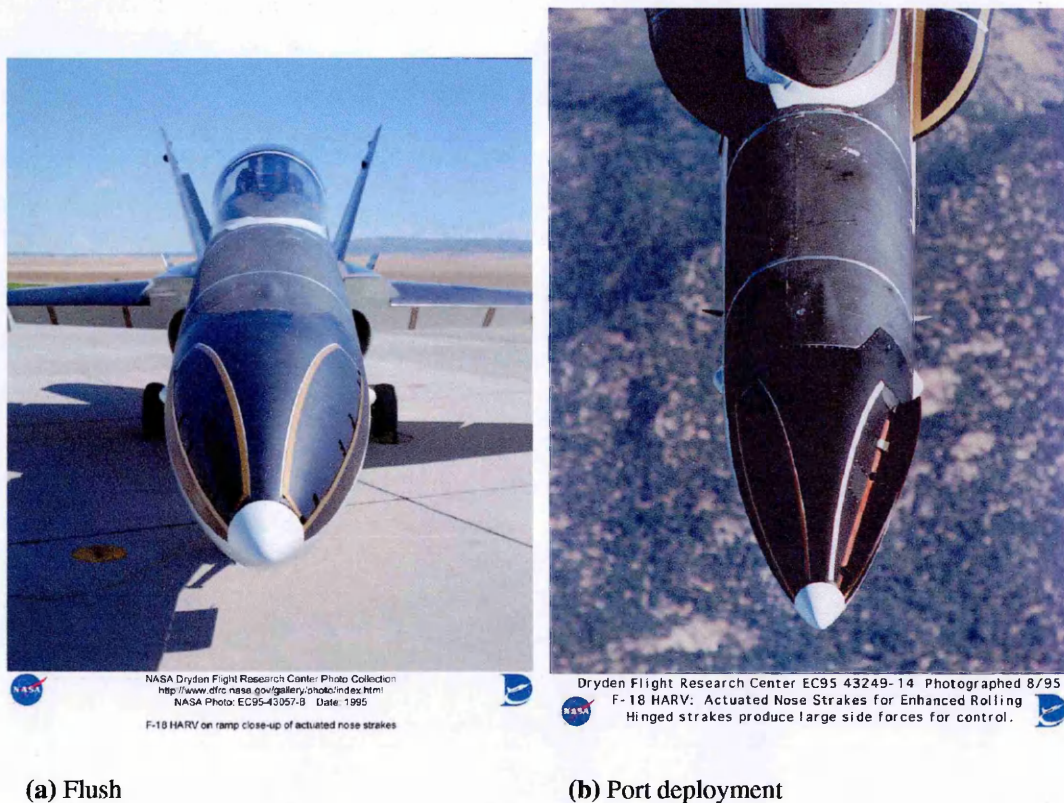 NASA
NASA Dryden Flight Research Center Photo Collection
http://www.dfrc.nasa.gov/gallery/photo/index.html
NASA Photo: EC95-43057-8 Date: 1995
F-18 HARV on ramp close-up of actuated nose strakes
Dryden Flight Research Center EC95 43249-14 Photographed 8/95
NASA
F-18 HARV: Actuated Nose Strakes for Enhanced Rolling
Hinged strakes produce large side forces for control.
(a) Flush
(b) Port deployment